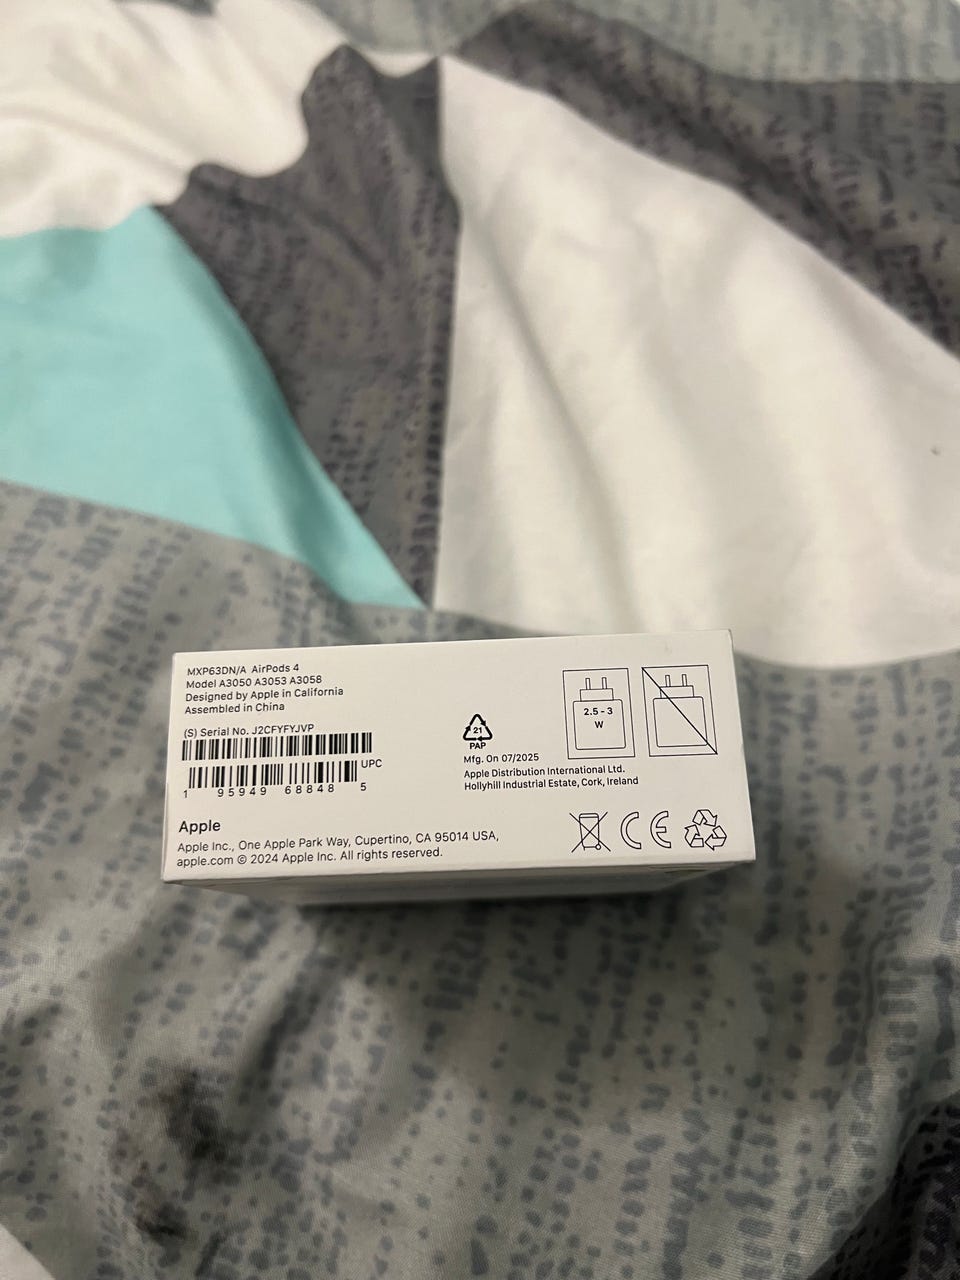 MXP63DN/A AirPods 4
Model A3050 A3053 A3058
Designed by Apple in California
Assembled in China
(S) Serial No. J2CFYFYJVP
UPC
1 95949 68848 5
Apple
Apple Inc., One Apple Park Way, Cupertino, CA 95014 USA,
apple.com © 2024 Apple Inc. All rights reserved.
21
PAP
Mfg. On 07/2025
Apple Distribution International Ltd.
Hollyhill Industrial Estate, Cork, Ireland
2.5 - 3
W
CE